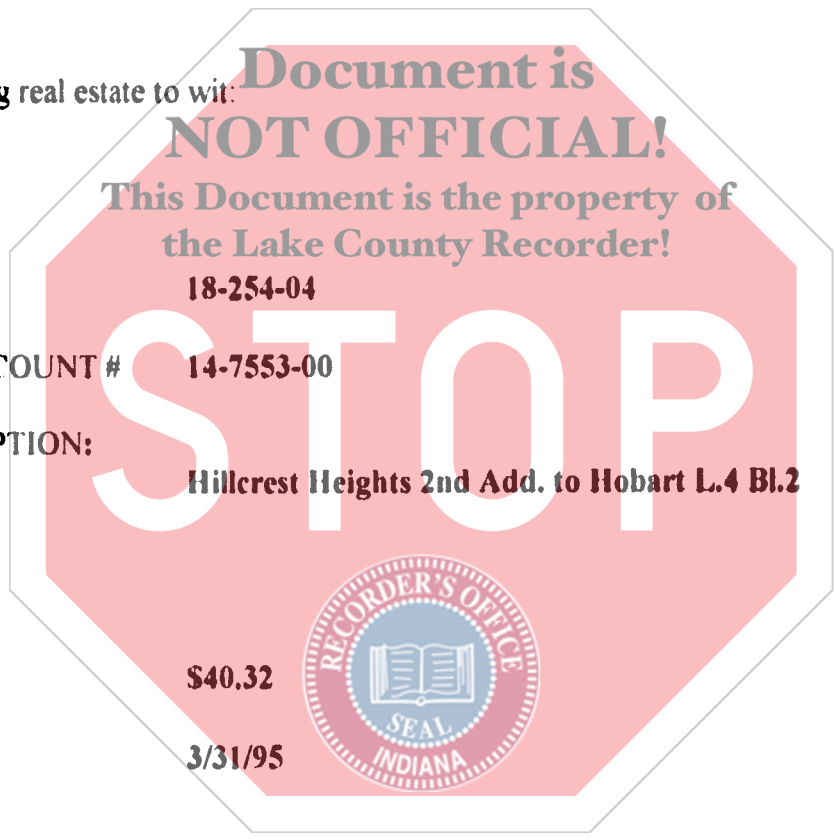 Document is
real estate to wit:
NOT OFFICIAL!
This Document is the property of
the Lake County Recorder!
18-254-04
COUNT # 14-7553-00
PTION:
STOP
Hillcrest Heights 2nd Add. to Hobart L.4 Bl.2
RECORDER'S OFFICE
$40.32
SEAL
INDIANA
3/31/95